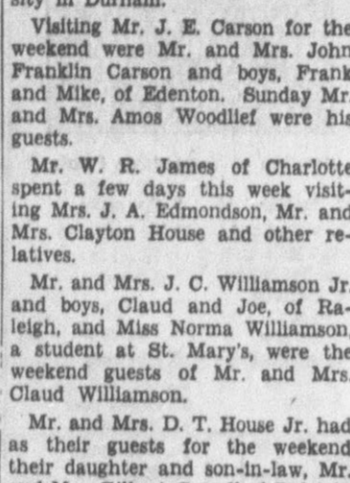 sity in Durham.
Visiting Mr. J. E. Carson for the
weekend were Mr. and Mrs. John
Franklin Carson and boys, Frank
and Mike, of Edenton. Sunday Mr.
and Mrs. Amos Woodlief were his
guests.
Mr. W. R. James of Charlotte
spent a few days this week visit-
ing Mrs. J. A. Edmondson, Mr. and
Mrs. Clayton House and other re-
latives.
Mr. and Mrs. J. C. Williamson Jr.
and boys, Claud and Joe, of Ra-
leigh, and Miss Norma Williamson,
a student at St. Mary's, were the
weekend guests of Mr. and Mrs.
Claud Williamson.
Mr. and Mrs. D. T. House Jr. had
as their guests for the weekend
their daughter and son-in-law, Mr.
and Mrs.